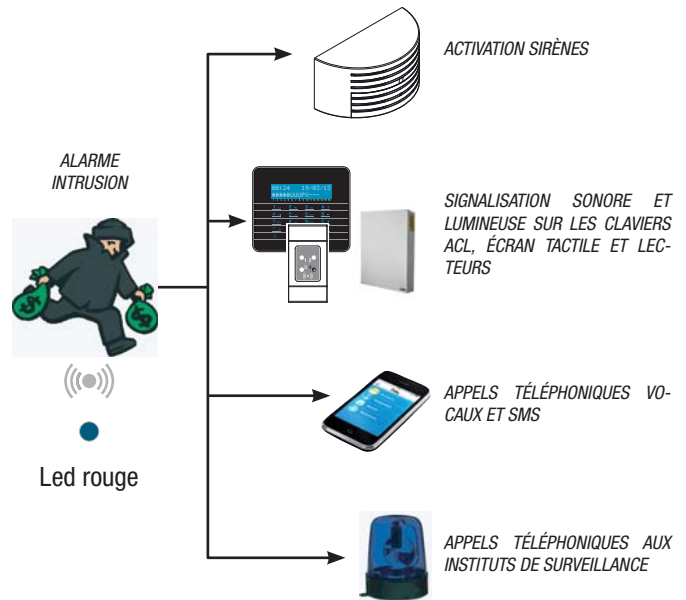 ACTIVATION SIRÈNES
ALARME
INTRUSION
SIGNALISATION SONORE ET
LUMINEUSE SUR LES CLAVIERS
ACL, ÉCRAN TACTILE ET LEC-
TEURS
APPELS TÉLÉPHONIQUES VO-
CAUX ET SMS
Led rouge
APPELS TÉLÉPHONIQUES AUX
INSTITUTS DE SURVEILLANCE